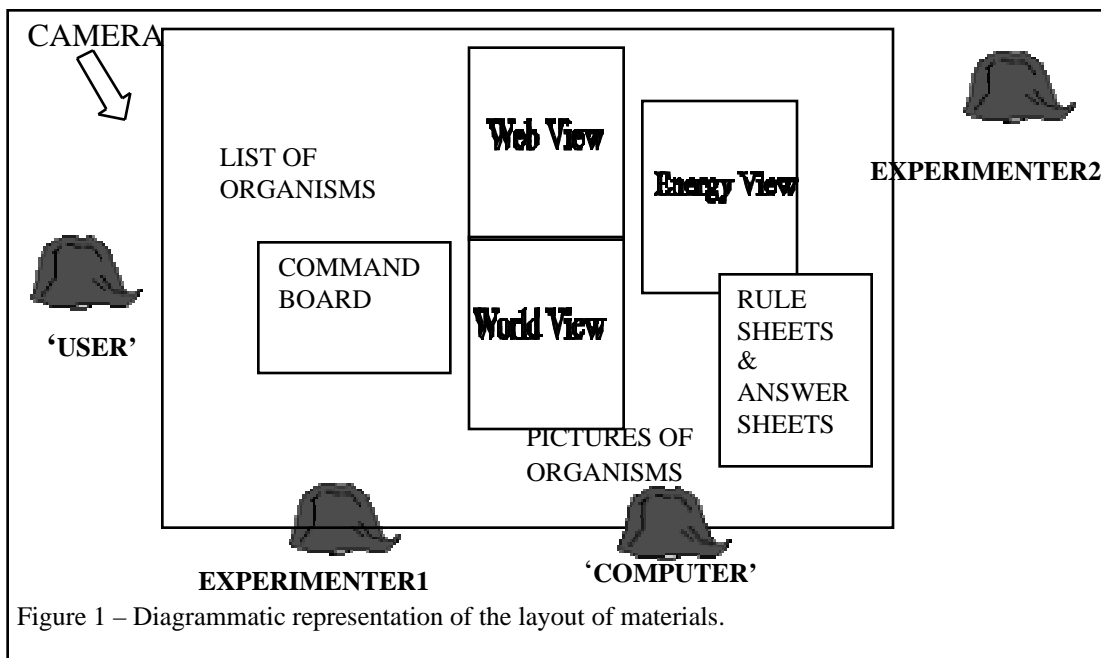 CAMERA
Web View
LIST OF
ORGANISMS
Energy View
EXPERIMENTER2
COMMAND
BOARD
World View
RULE
SHEETS
&
ANSWER
SHEETS
‘USER’
PICTURES OF
ORGANISMS
EXPERIMENTER1
‘COMPUTER’
Figure 1 – Diagrammatic representation of the layout of materials.